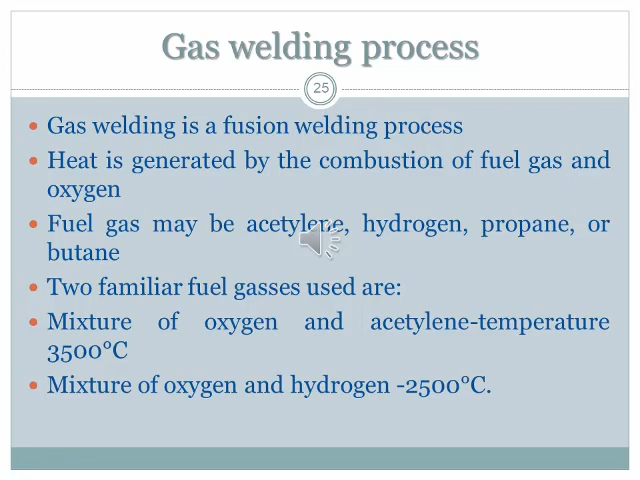 Gas welding process
25
• Gas welding is a fusion welding process
• Heat is generated by the combustion of fuel gas and
oxygen
• Fuel gas may be acetylene, hydrogen, propane, or
butane
• Two familiar fuel gasses used are:
• Mixture of oxygen and acetylene-temperature
3500°C
• Mixture of oxygen and hydrogen -2500°C.